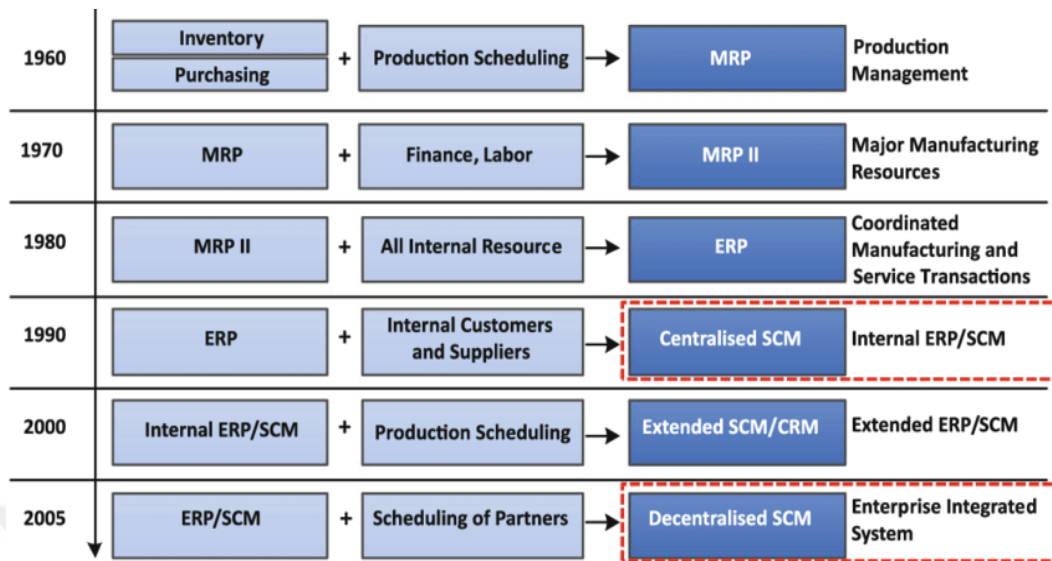 1960
Inventory
Purchasing
+
Production Scheduling
MRP
Production
Management
1970
MRP
+
Finance, Labor
MRP II
Major Manufacturing
Resources
1980
MRP II
+
All Internal Resource
ERP
Coordinated
Manufacturing and
Service Transactions
1990
ERP
+
Internal Customers
and Suppliers
Centralised SCM
Internal ERP/SCM
2000
Internal ERP/SCM
+
Production Scheduling
Extended SCM/CRM
Extended ERP/SCM
2005
ERP/SCM
+
Scheduling of Partners
Decentralised SCM
Enterprise Integrated
System